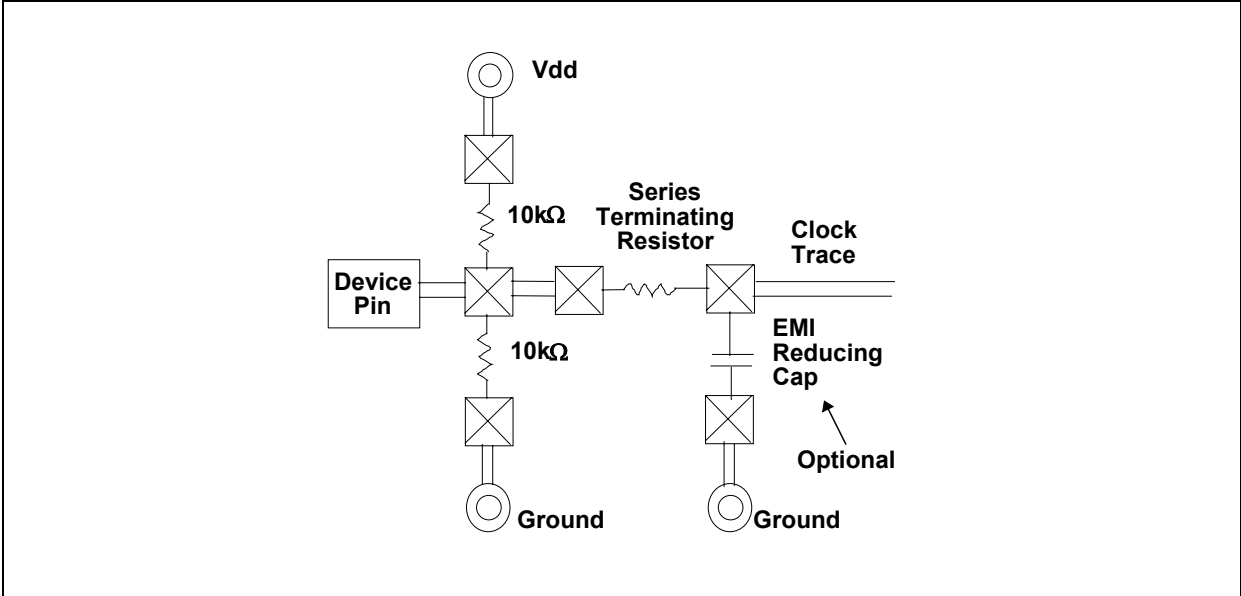 Vdd
10kΩ
Series
Terminating
Resistor
Clock
Trace
Device
Pin
10kΩ
EMI
Reducing
Cap
Optional
Ground
Ground